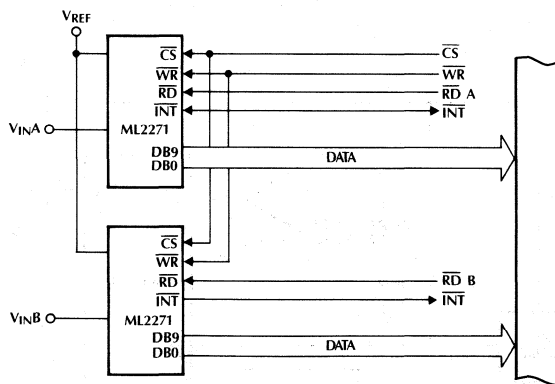 VREF
CS CS
WR WR
RD RD A
INT INT
VINA ML2271
DB9
DB0 DATA
CS
WR
RD RD B
INT INT
VINB ML2271
DB9
DB0 DATA